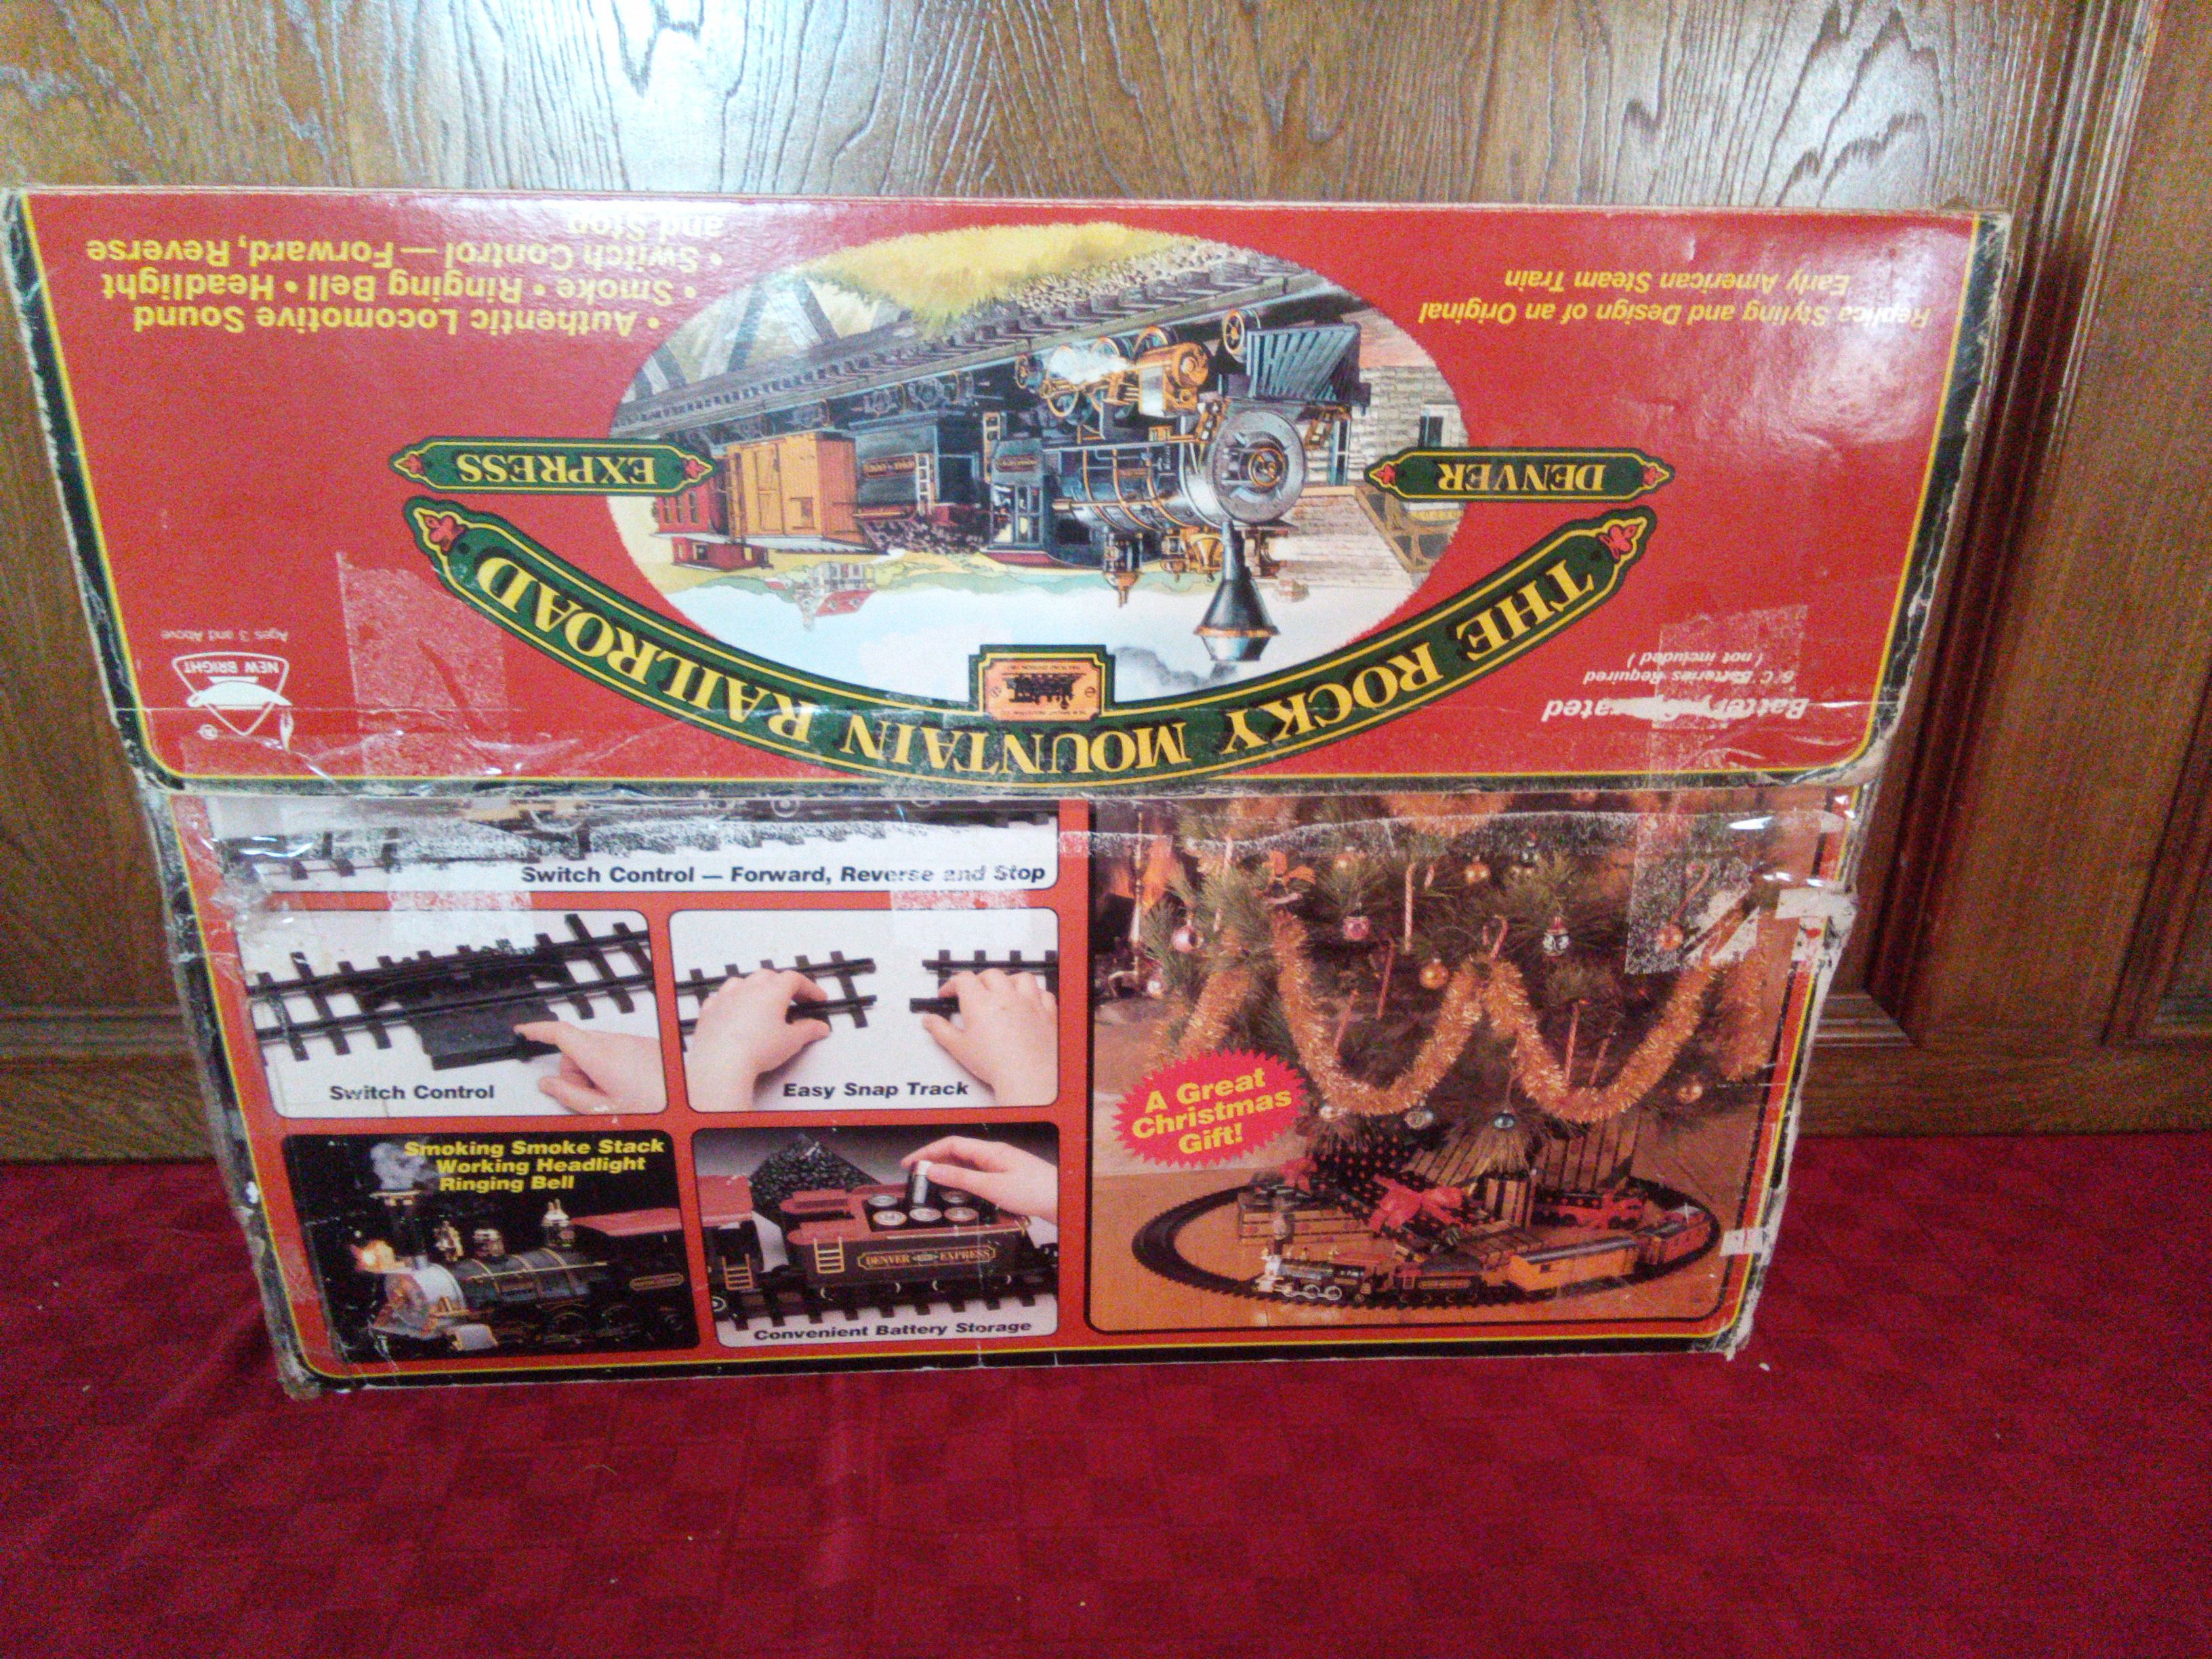 THE ROCKY MOUNTAIN RAILROAD
DENVER
EXPRESS
Battery Operated
6 "C" Batteries Required
( not included )
NEW BRIGHT
®
Ages 3 and Above
Replica Styling and Design of an Original
Early American Steam Train
• Authentic Locomotive Sound
• Smoke • Ringing Bell • Headlight
• Switch Control — Forward, Reverse
and Stop
Switch Control — Forward, Reverse and Stop
Switch Control
Easy Snap Track
Smoking Smoke Stack
Working Headlight
Ringing Bell
DENVER EXPRESS
Convenient Battery Storage
A Great
Christmas
Gift!